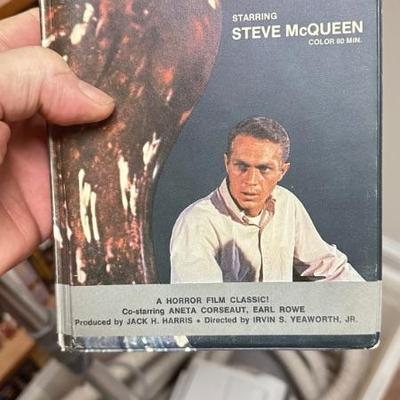 STARRING
STEVE McQUEEN
COLOR 80 MIN.
A HORROR FILM CLASSIC!
Co-starring ANETA CORSEAUT, EARL ROWE
Produced by JACK H. HARRIS • Directed by IRVIN S. YEAWORTH, JR.